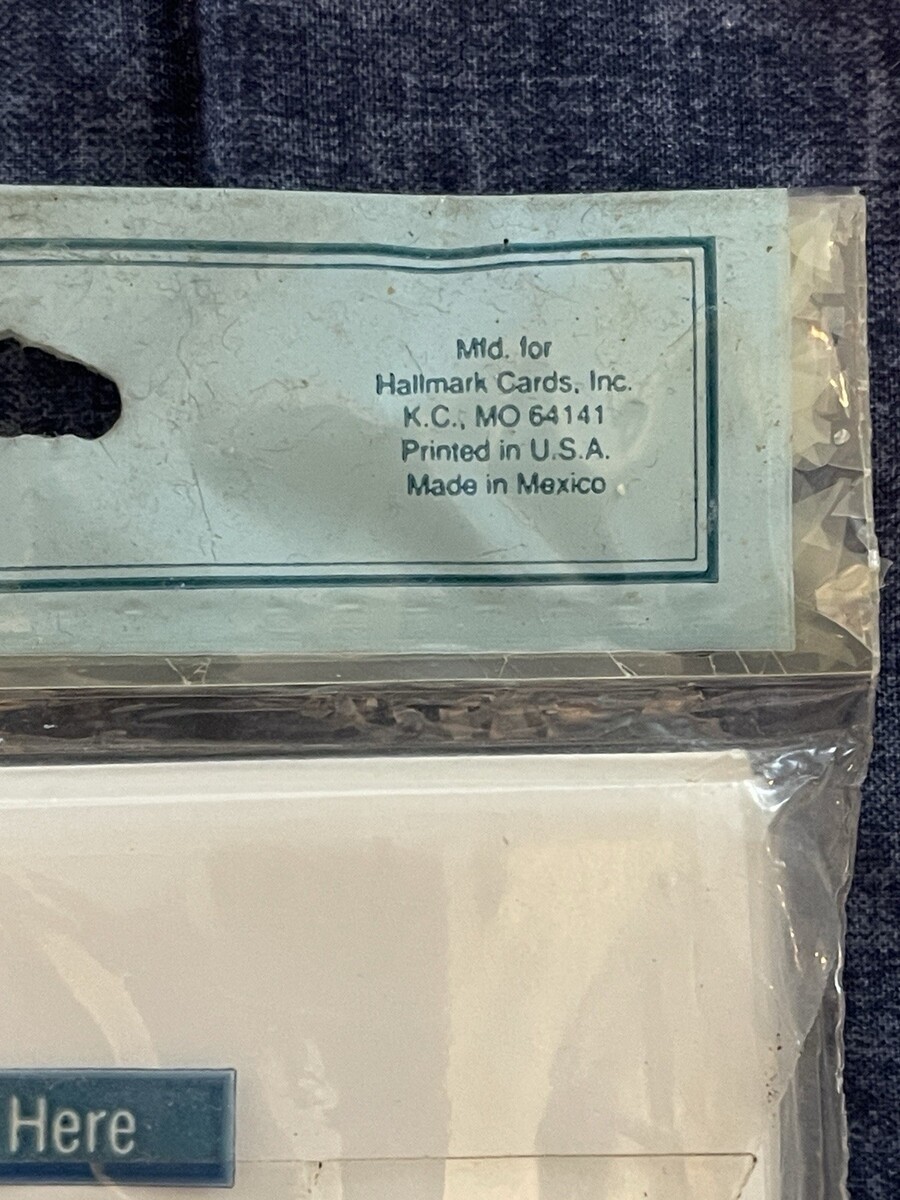 Mfd. for
Hallmark Cards, Inc.
K.C., MO 64141
Printed in U.S.A.
Made in Mexico
Here